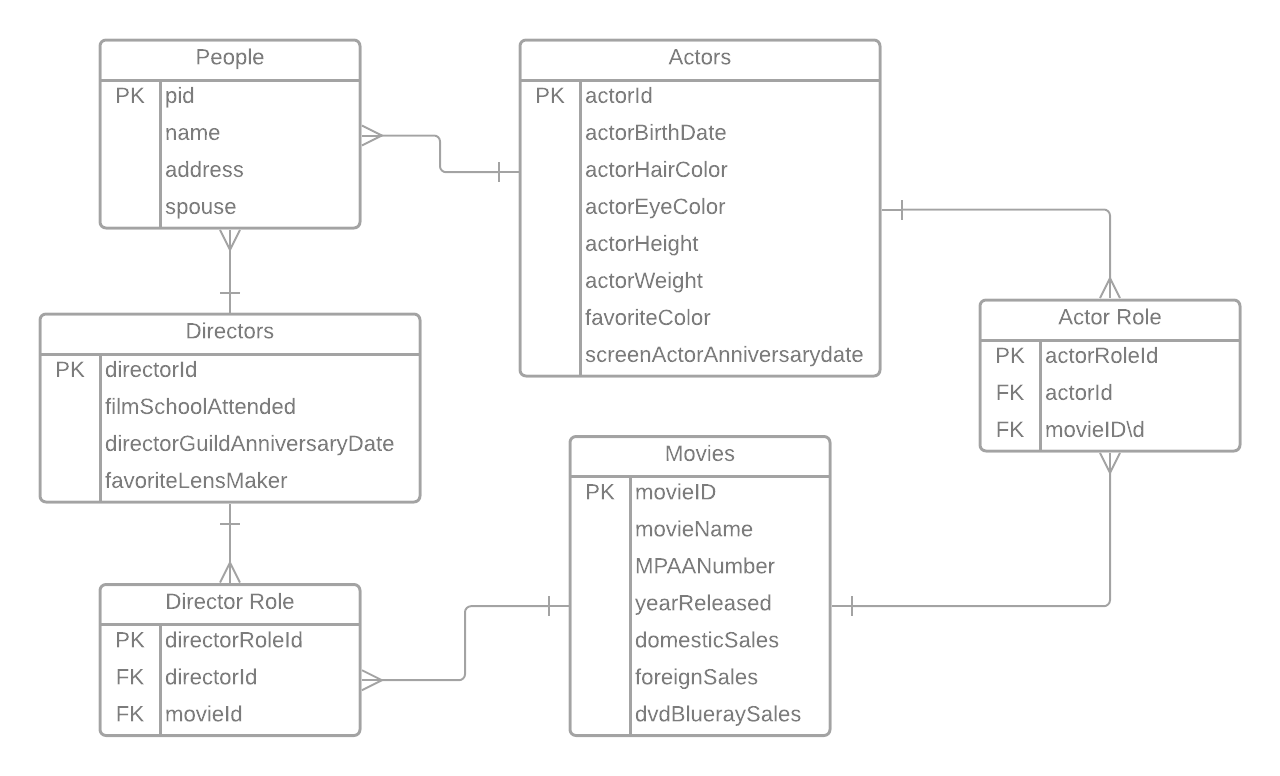 People
PK pid
name
address
spouse
Actors
PK actorId
actorBirthDate
actorHairColor
actorEyeColor
actorHeight
actorWeight
favoriteColor
screenActorAnniversarydate
Directors
PK directorId
filmSchoolAttended
directorGuildAnniversaryDate
favoriteLensMaker
Actor Role
PK actorRoleId
FK actorId
FK movieID\d
Movies
PK movieID
movieName
MPAANumber
yearReleased
domesticSales
foreignSales
dvdBlueraySales
Director Role
PK directorRoleId
FK directorId
FK movieId